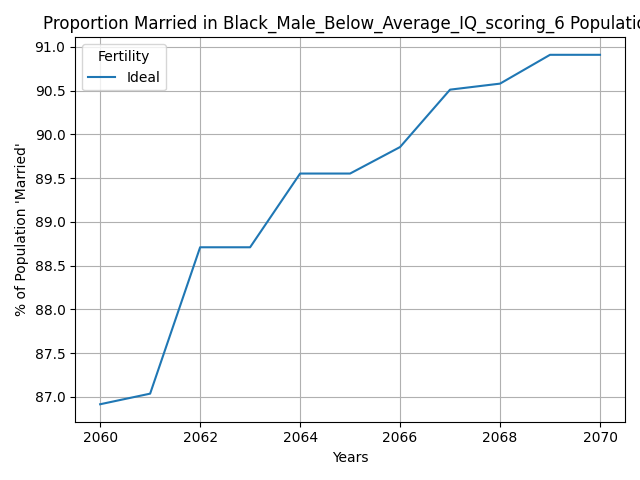 Proportion Married in Black_Male_Below_Average_IQ_scoring_6 Populatio
91.0
90.5
90.0
89.5
89.0
88.5
88.0
87.5
87.0
% of Population 'Married'
Fertility
Ideal
2060 2062 2064 2066 2068 2070
Years